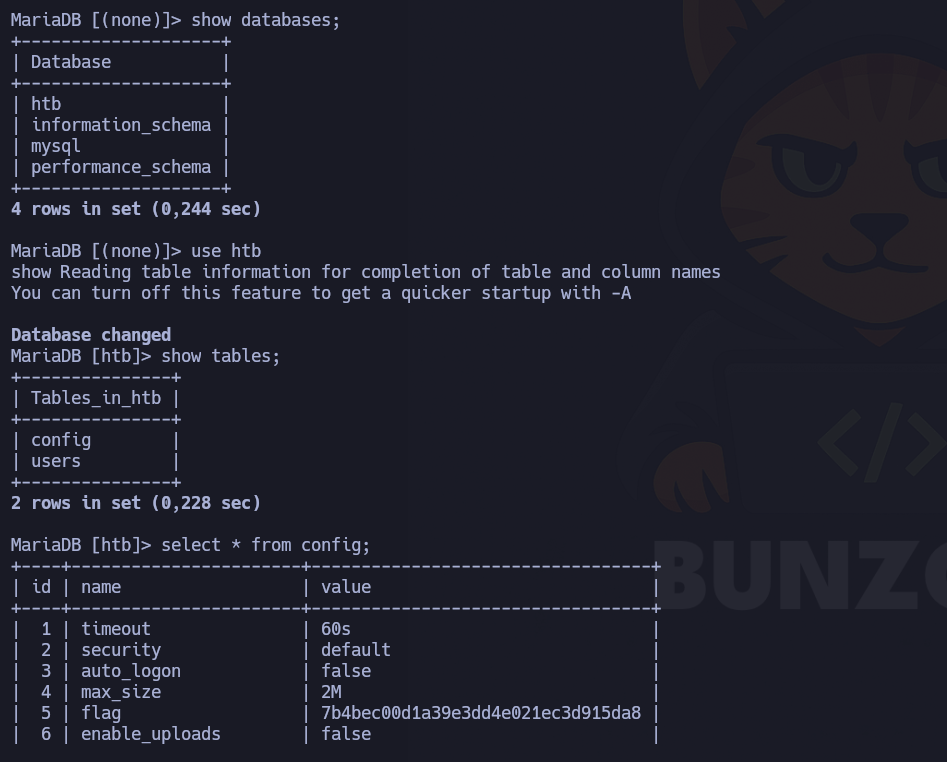 MariaDB [(none)]> show databases;
+--------------------+
| Database           |
+--------------------+
| htb                |
| information_schema |
| mysql              |
| performance_schema |
+--------------------+
4 rows in set (0,244 sec)
MariaDB [(none)]> use htb
show Reading table information for completion of table and column names
You can turn off this feature to get a quicker startup with -A
Database changed
MariaDB [htb]> show tables;
+---------------+
| Tables_in_htb |
+---------------+
| config        |
| users         |
+---------------+
2 rows in set (0,228 sec)
MariaDB [htb]> select * from config;
+----+-----------------------+----------------------------------+
| id | name                  | value                            |
+----+-----------------------+----------------------------------+
|  1 | timeout               | 60s                              |
|  2 | security              | default                          |
|  3 | auto_logon            | false                            |
|  4 | max_size              | 2M                               |
|  5 | flag                  | 7b4bec00d1a39e3dd4e021ec3d915da8 |
|  6 | enable_uploads        | false                            |
</>